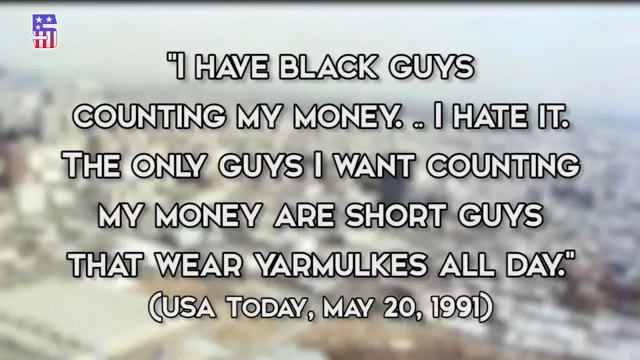 "I HAVE BLACK GUYS
COUNTING MY MONEY. .. I HATE IT.
THE ONLY GUYS I WANT COUNTING
MY MONEY ARE SHORT GUYS
THAT WEAR YARMULKES ALL DAY."
(USA TODAY, MAY 20, 1991)